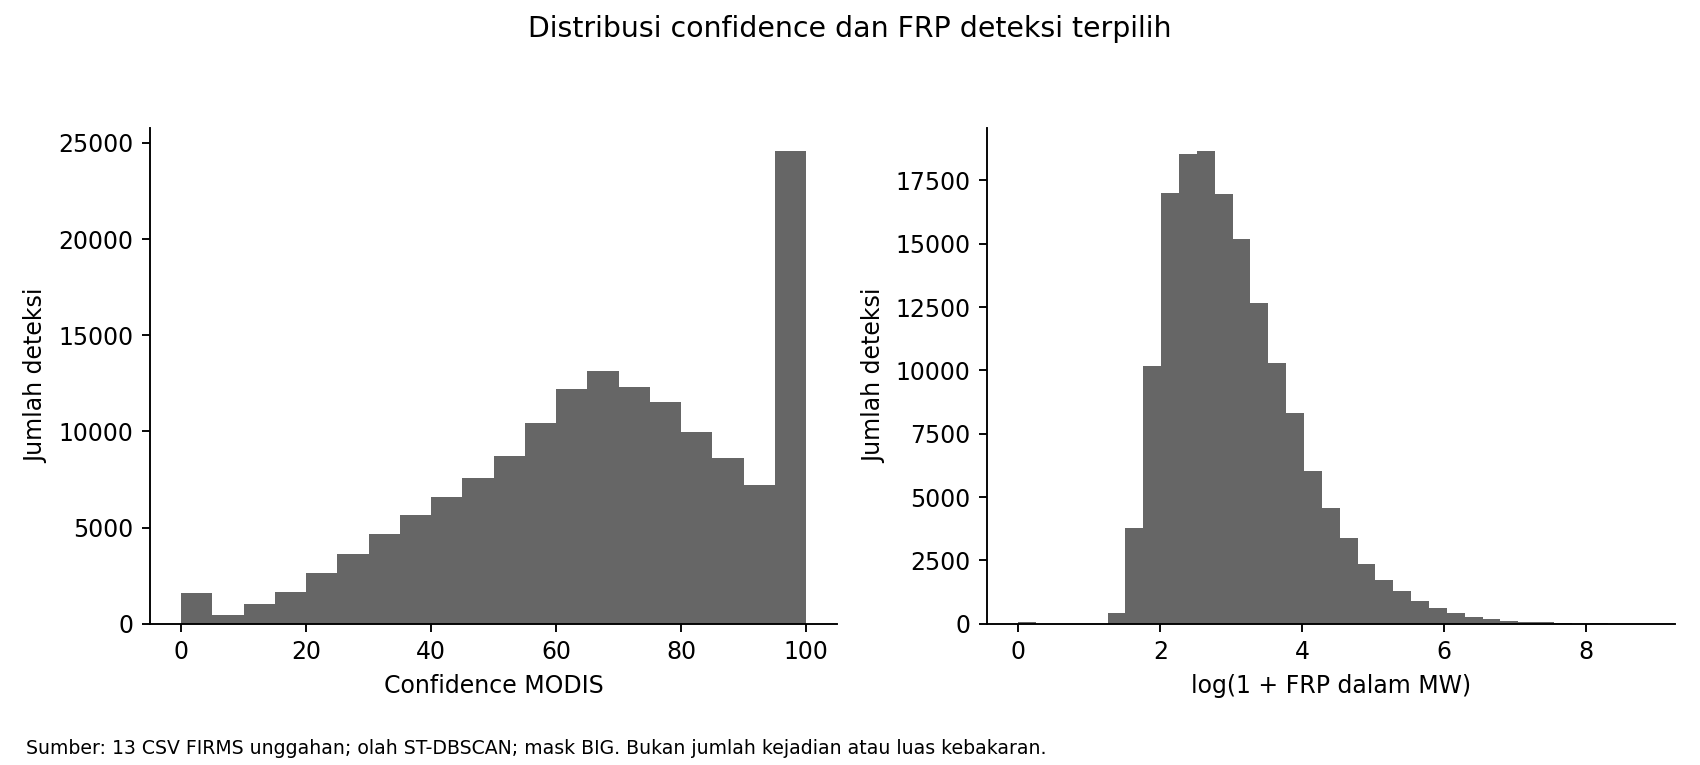 Distribusi confidence dan FRP deteksi terpilih
Jumlah deteksi
25000
20000
15000
10000
5000
0
0 20 40 60 80 100
Confidence MODIS
Jumlah deteksi
17500
15000
12500
10000
7500
5000
2500
0
0 2 4 6 8
log(1 + FRP dalam MW)
Sumber: 13 CSV FIRMS unggahan; olah ST-DBSCAN; mask BIG. Bukan jumlah kejadian atau luas kebakaran.